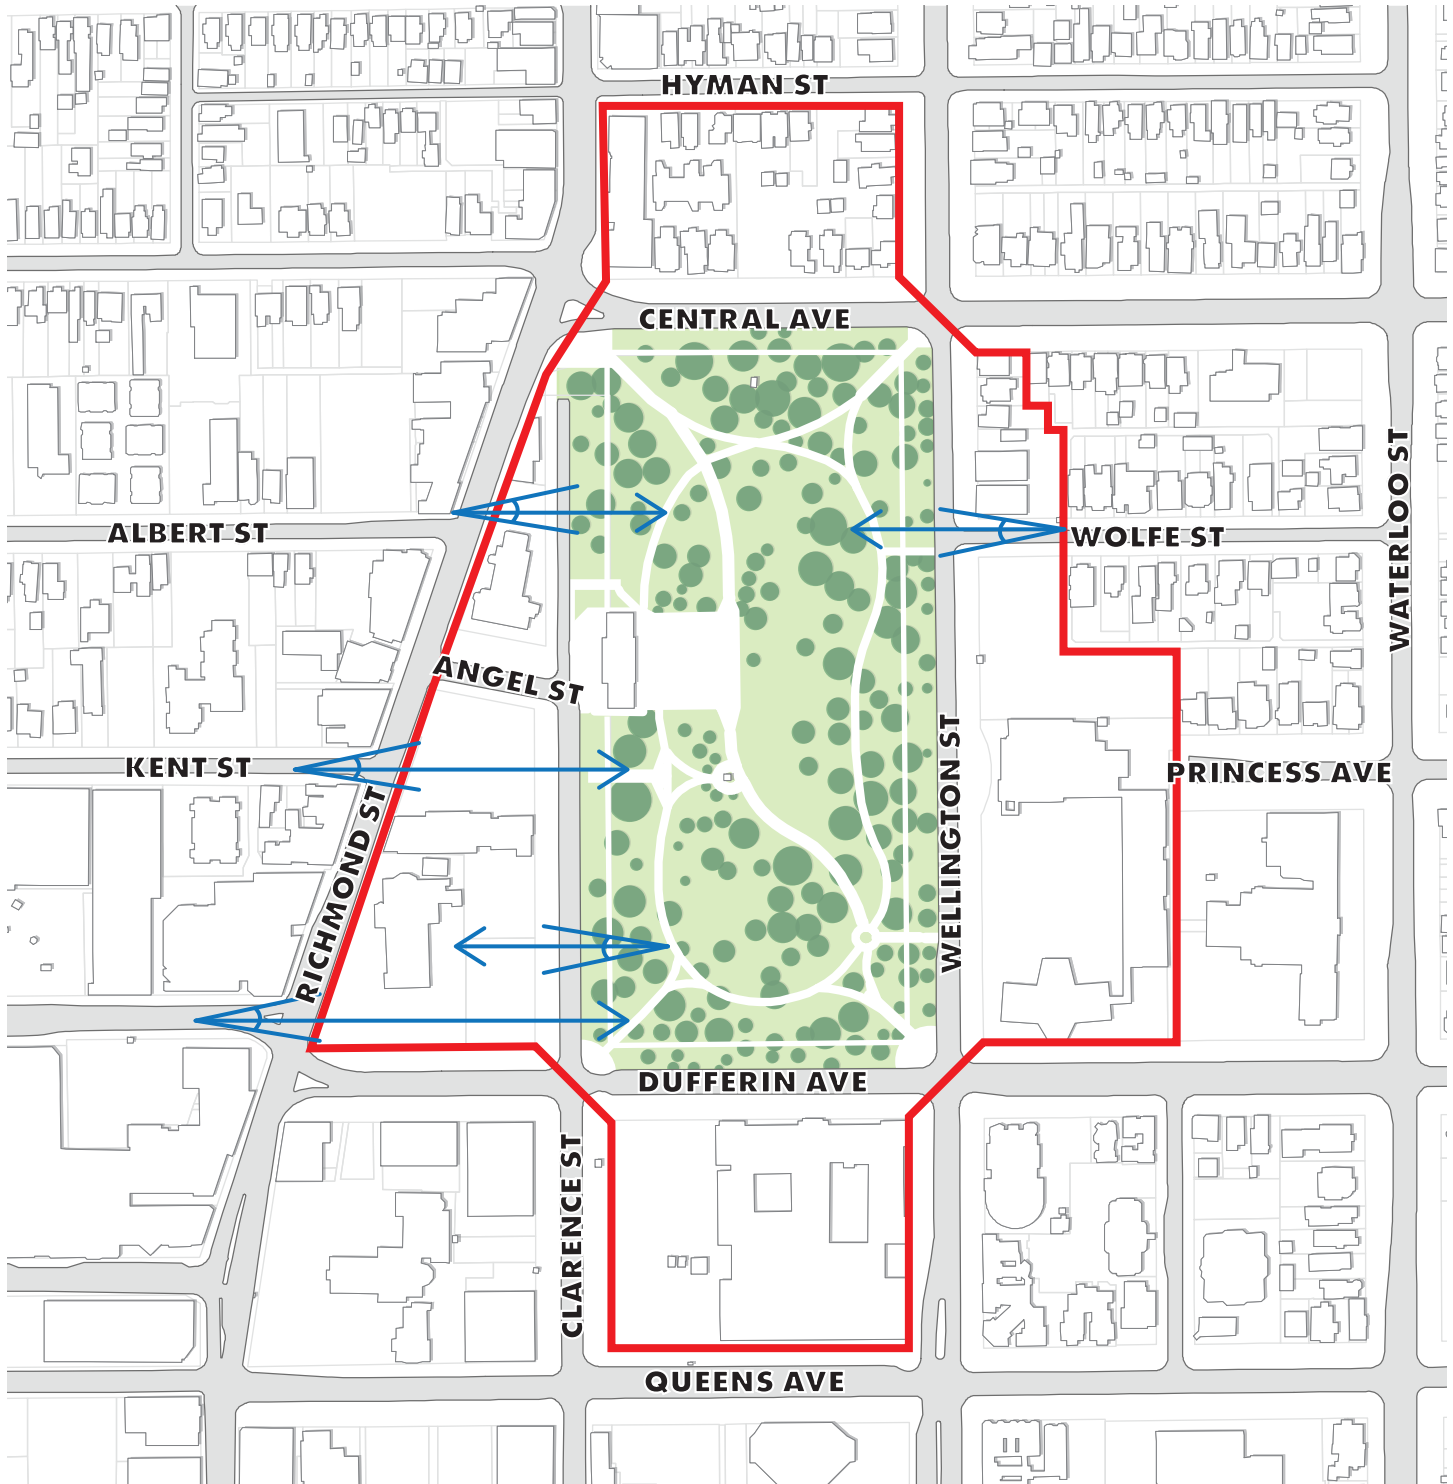 HYMAN ST
CENTRAL AVE
ALBERT ST
WOLFE ST
WATERLOO ST
ANGEL ST
KENT ST
PRINCESS AVE
RICHMOND ST
WELLINGTON ST
DUFFERIN AVE
CLARENCE ST
QUEENS AVE